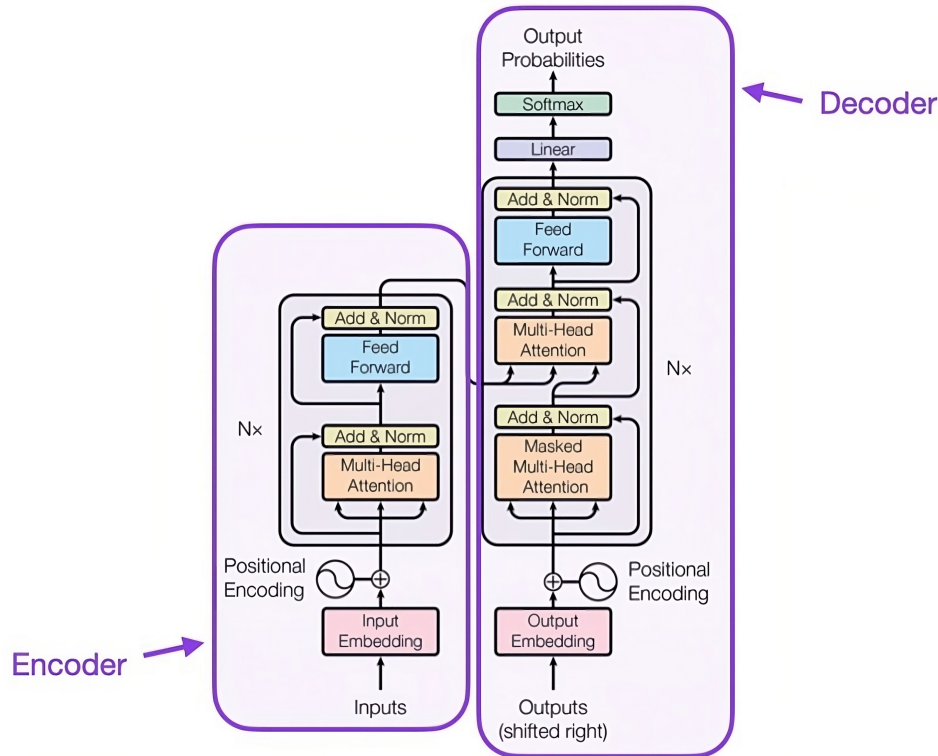 Output
Probabilities
Softmax
Linear
Add & Norm
Feed
Forward
Add & Norm
Multi-Head
Attention
Add & Norm
Masked
Multi-Head
Attention
Nx
Positional
Encoding
Output
Embedding
Outputs
(shifted right)
Decoder
Add & Norm
Feed
Forward
Add & Norm
Multi-Head
Attention
Nx
Positional
Encoding
Input
Embedding
Inputs
Encoder